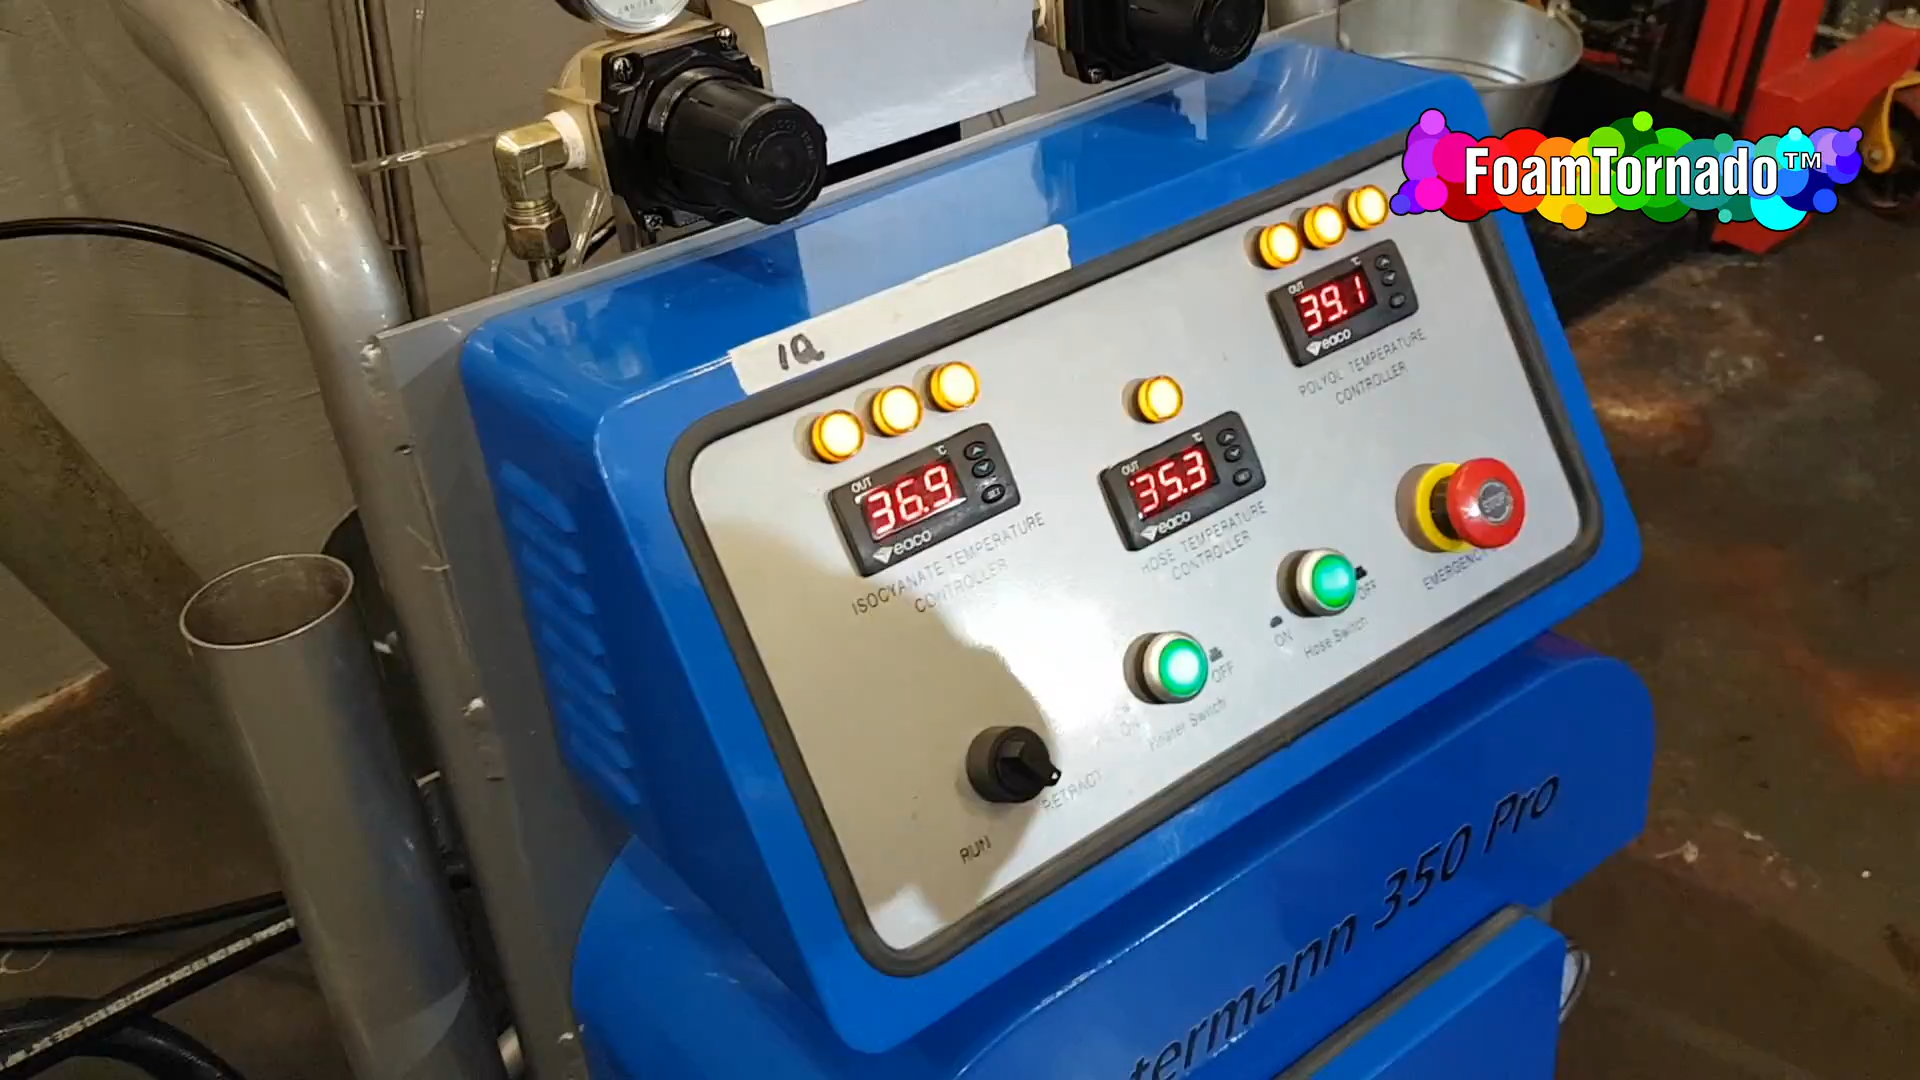 FoamTornado™
1Q
OUT
°C
39.1
eaco
POLYOL TEMPERATURE
CONTROLLER
OUT
°C
36.9
SET
eaco
ISOCYANATE TEMPERATURE
CONTROLLER
OUT
°C
35.3
eaco
HOSE TEMPERATURE
CONTROLLER
EMERGENCY
ON
OFF
Hose Switch
ON
OFF
Heater Switch
RUN
RETRACT
termann 350 Pro